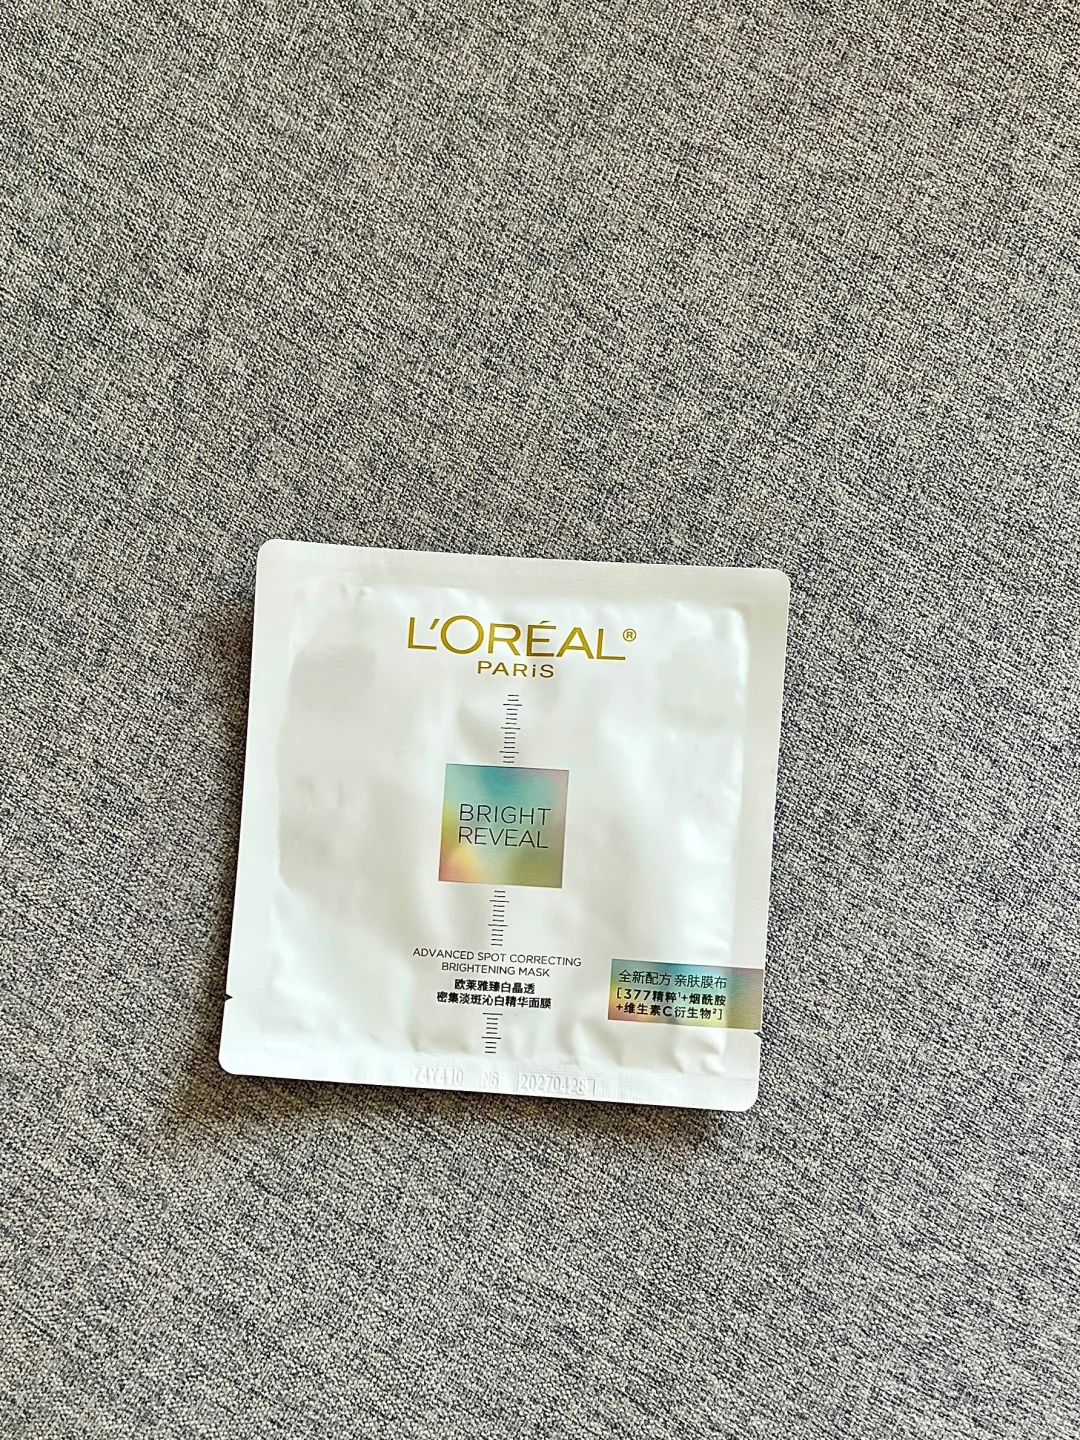 L'ORÉAL®
PARiS
BRIGHT
REVEAL
ADVANCED SPOT CORRECTING
BRIGHTENING MASK
欧莱雅臻白晶透
密集淡斑沁白精华面膜
全新配方 亲肤膜布
[377精粹¹+烟酰胺
+维生素C衍生物²]
20270428